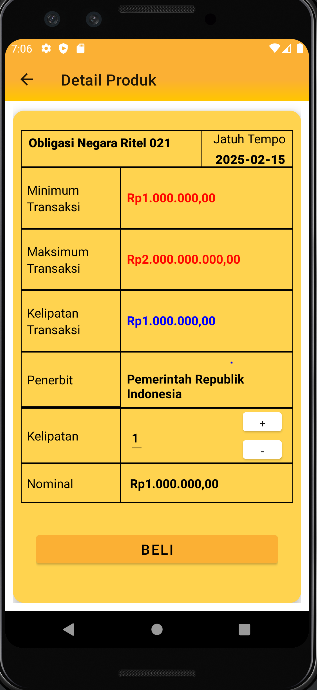 7:06
Detail Produk
Obligasi Negara Ritel 021
Jatuh Tempo
2025-02-15
Minimum
Transaksi
Rp1.000.000,00
Maksimum
Transaksi
Rp2.000.000.000,00
Kelipatan
Transaksi
Rp1.000.000,00
Penerbit
Pemerintah Republik
Indonesia
Kelipatan
1
+
-
Nominal
Rp1.000.000,00
BELI